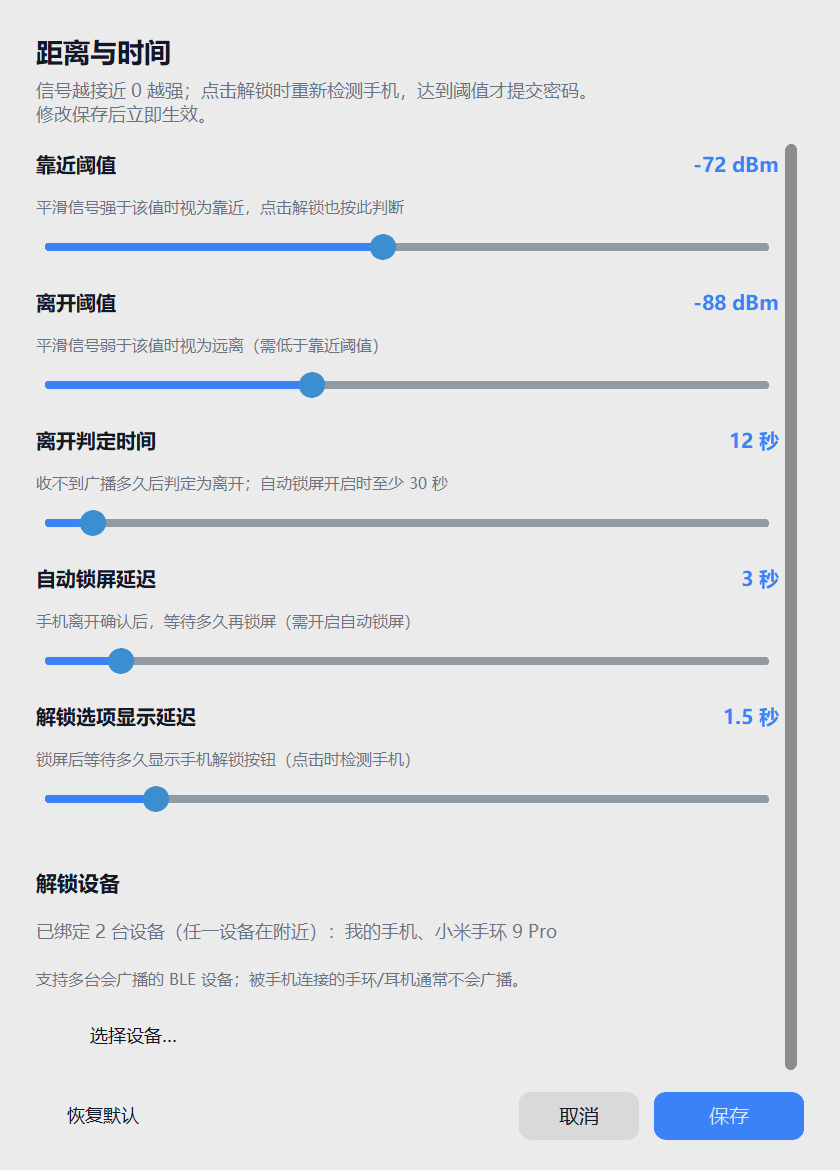 距离与时间
信号越接近 0 越强；点击解锁时重新检测手机，达到阈值才提交密码。
修改保存后立即生效。
靠近阈值
-72 dBm
平滑信号强于该值时视为靠近，点击解锁也按此判断
离开阈值
-88 dBm
平滑信号弱于该值时视为远离（需低于靠近阈值）
离开判定时间
12 秒
收不到广播多久后判定为离开；自动锁屏开启时至少 30 秒
自动锁屏延迟
3 秒
手机离开确认后，等待多久再锁屏（需开启自动锁屏）
解锁选项显示延迟
1.5 秒
锁屏后等待多久显示手机解锁按钮（点击时检测手机）
解锁设备
已绑定 2 台设备（任一设备在附近）：我的手机、小米手环 9 Pro
支持多台会广播的 BLE 设备；被手机连接的手环/耳机通常不会广播。
选择设备...
恢复默认
取消
保存